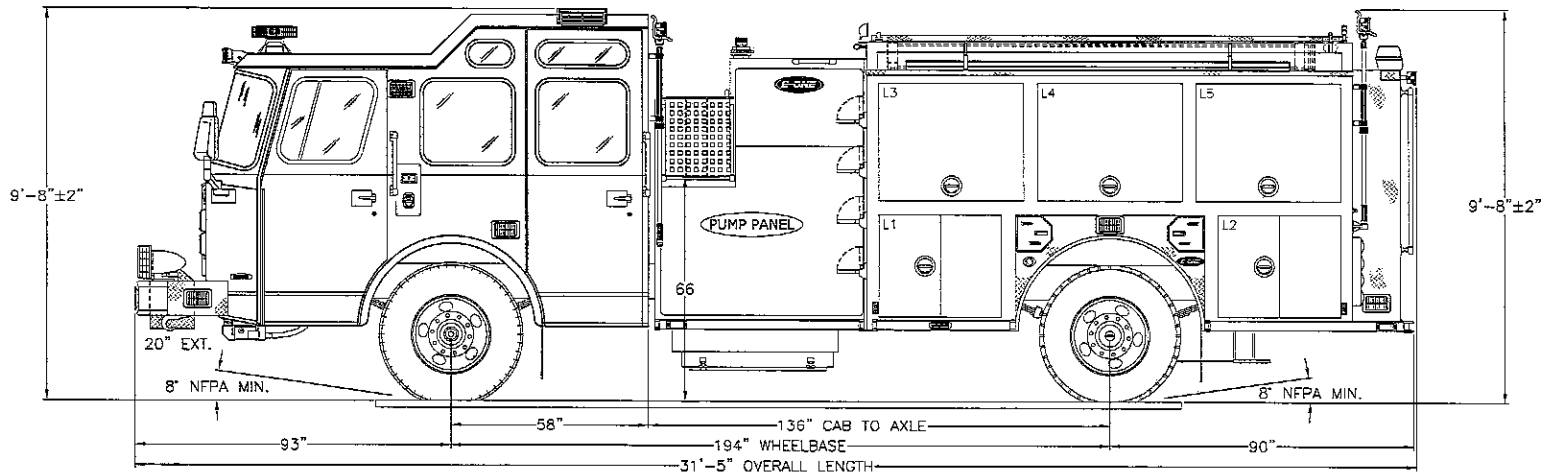 E-ONE
L3
L4
L5
9'-8"±2"
9'-8"±2"
PUMP PANEL
L1
L2
66
20" EXT.
8° NFPA MIN.
8° NFPA MIN.
58"
136" CAB TO AXLE
93"
194" WHEELBASE
90"
31'-5" OVERALL LENGTH